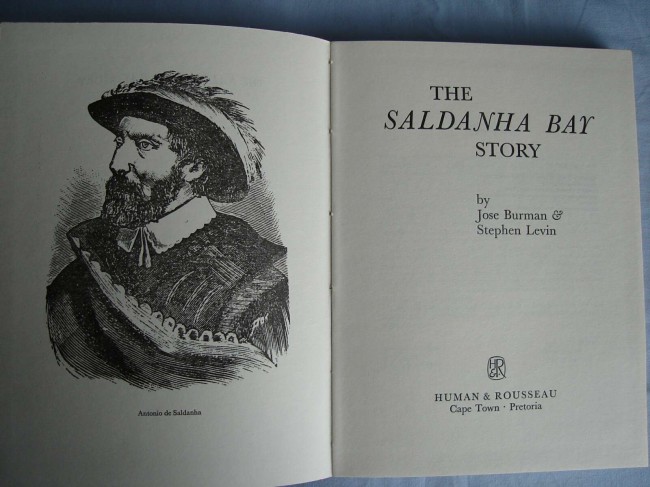 Antonio de Saldanha
THE
SALDANHA BAY
STORY
by
Jose Burman &
Stephen Levin
H&R
HUMAN & ROUSSEAU
Cape Town · Pretoria